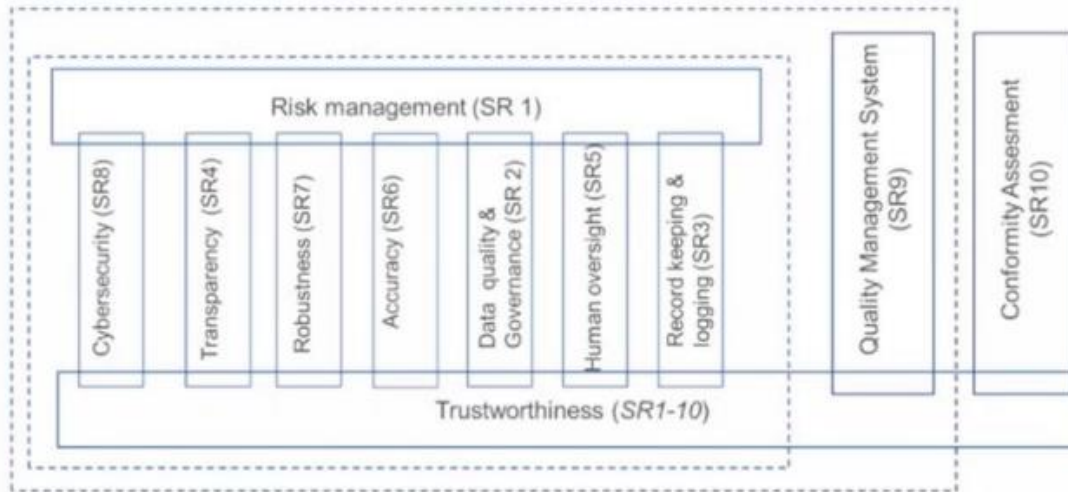 Risk management (SR 1)
Cybersecurity (SR8)
Transparency (SR4)
Robustness (SR7)
Accuracy (SR6)
Data quality &
Governance (SR 2)
Human oversight (SR5)
Record keeping &
logging (SR3)
Quality Management System
(SR9)
Conformity Assesment
(SR10)
Trustworthiness (SR1-10)